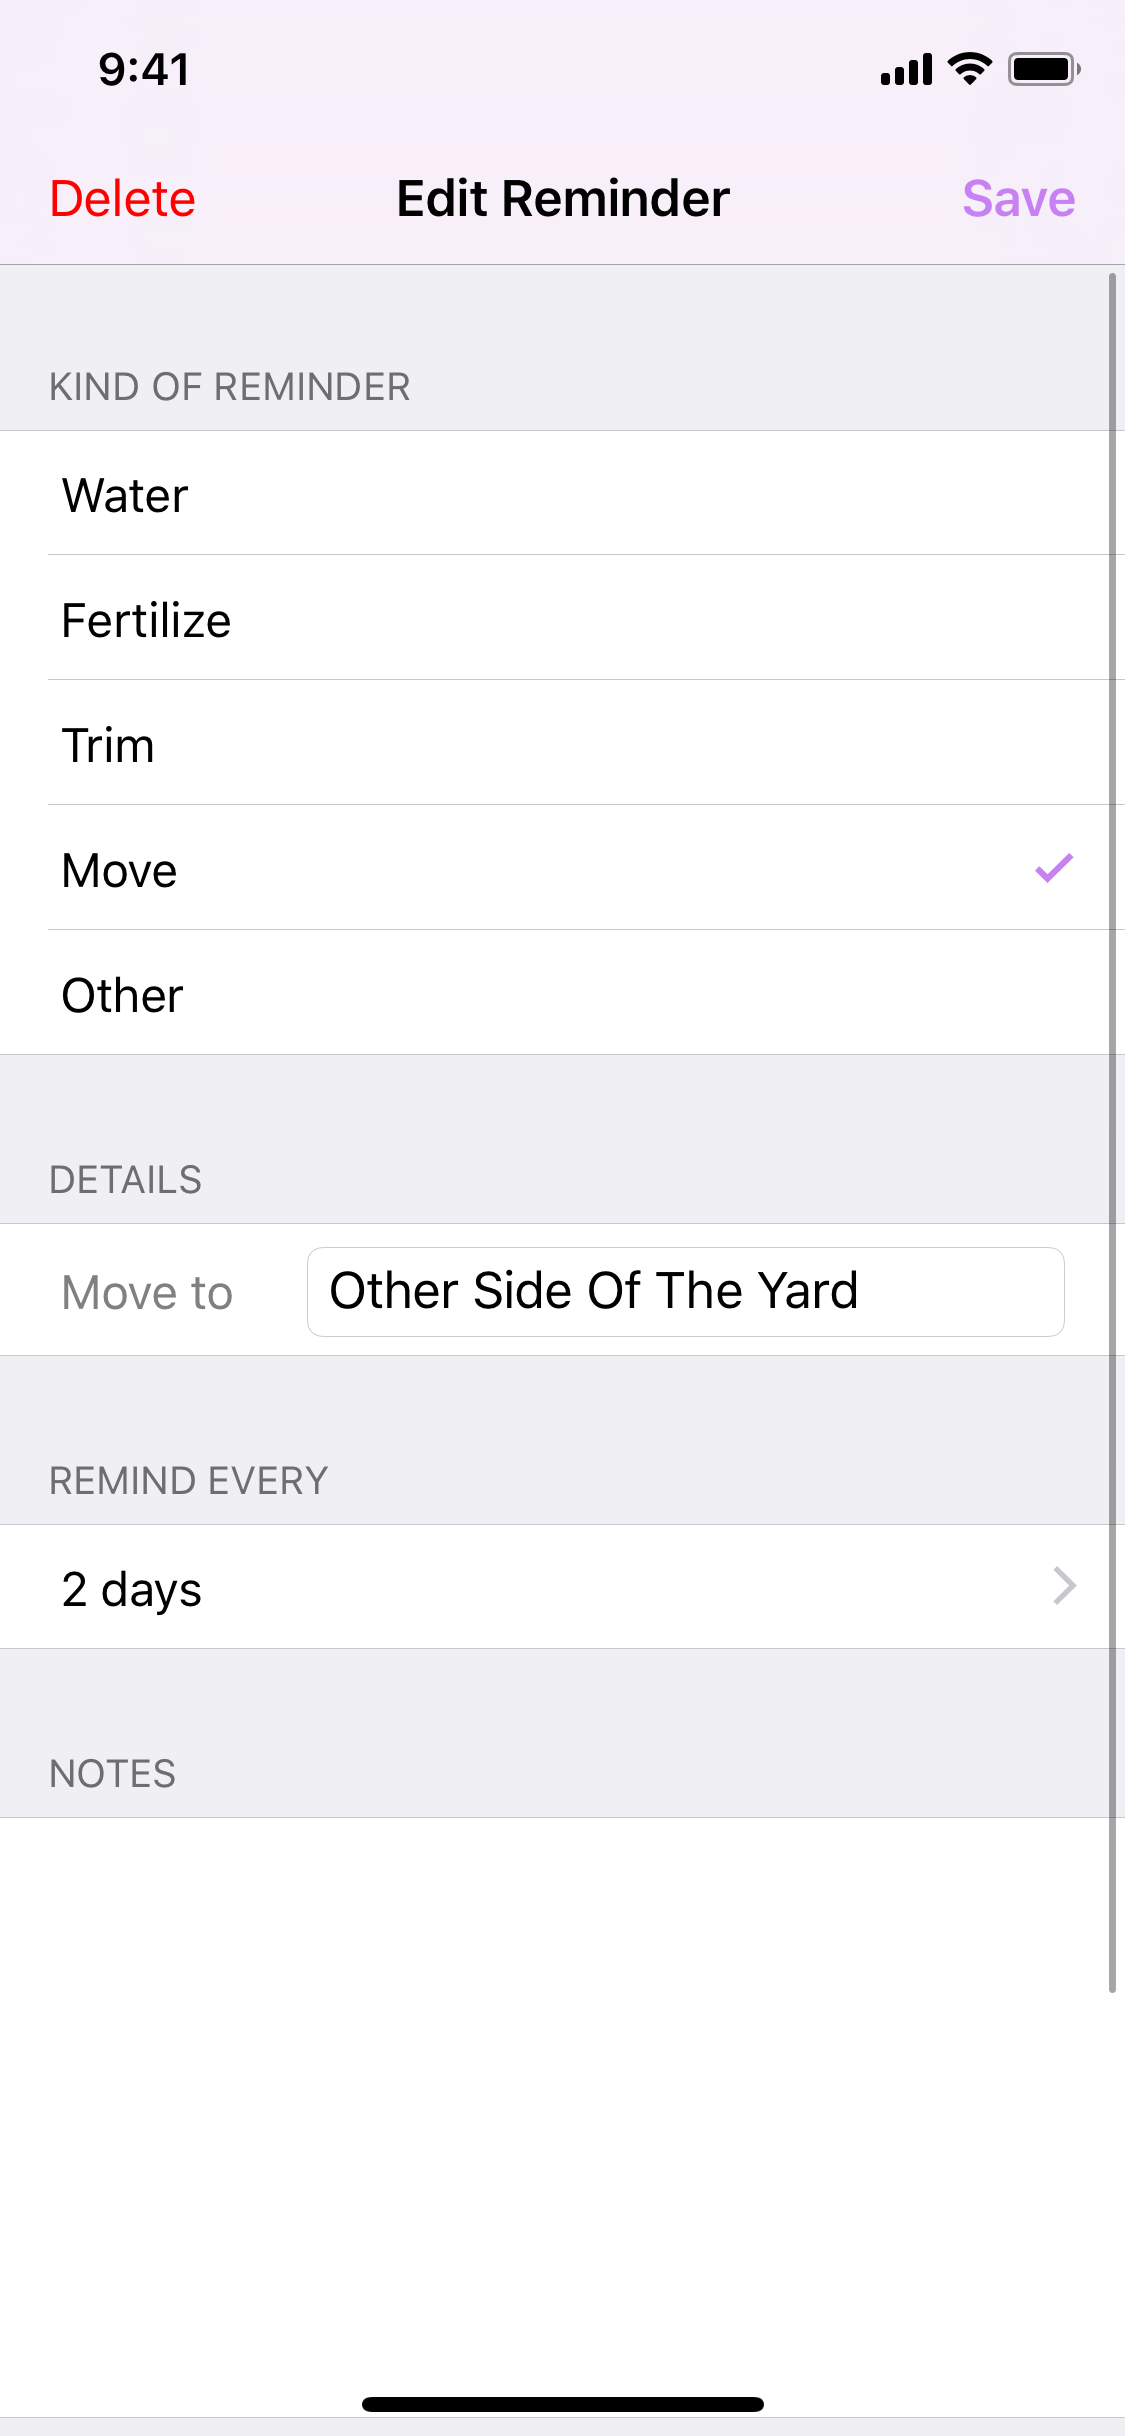 9:41
Delete
Edit Reminder
Save
KIND OF REMINDER
Water
Fertilize
Trim
Move
Other
DETAILS
Move to
Other Side Of The Yard
REMIND EVERY
2 days
NOTES